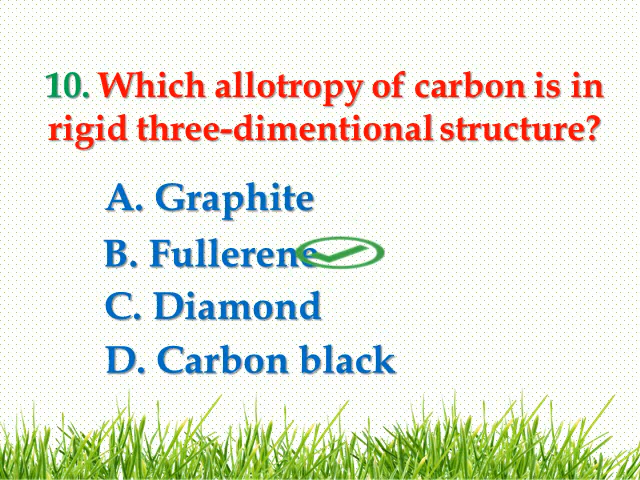 10. Which allotropy of carbon is in
rigid three-dimentional structure?
A. Graphite
B. Fullerene
C. Diamond
D. Carbon black